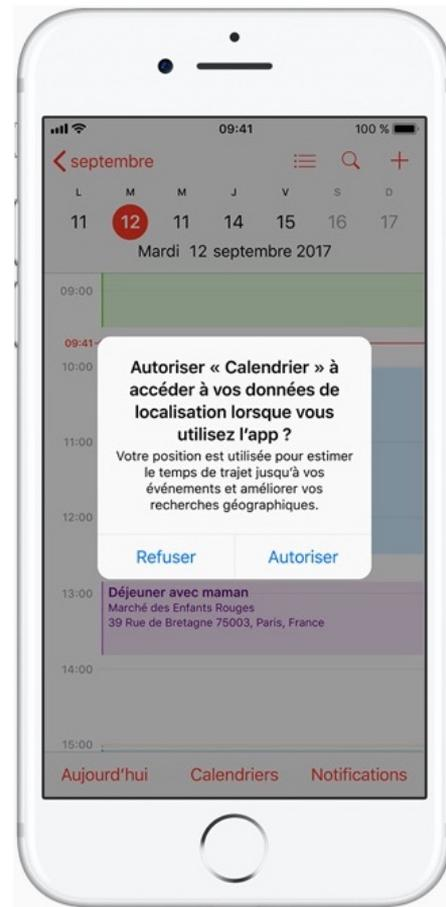 09:41 100 %
septembre
L M M J V S D
11 12 11 14 15 16 17
Mardi 12 septembre 2017
09:00
09:41
10:00
Autoriser « Calendrier » à
accéder à vos données de
localisation lorsque vous
utilisez l’app ?
Votre position est utilisée pour estimer
le temps de trajet jusqu’à vos
événements et améliorer vos
recherches géographiques.
Refuser Autoriser
11:00
12:00
13:00 Déjeuner avec maman
Marché des Enfants Rouges
39 Rue de Bretagne 75003, Paris, France
14:00
15:00
Aujourd’hui Calendriers Notifications